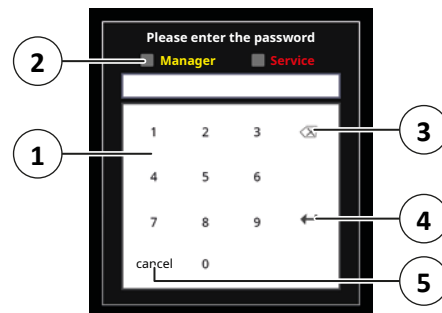 Please enter the password
2 Manager Service
1 2 3 3
1
4 5 6
7 8 9 4
cancel 0
5